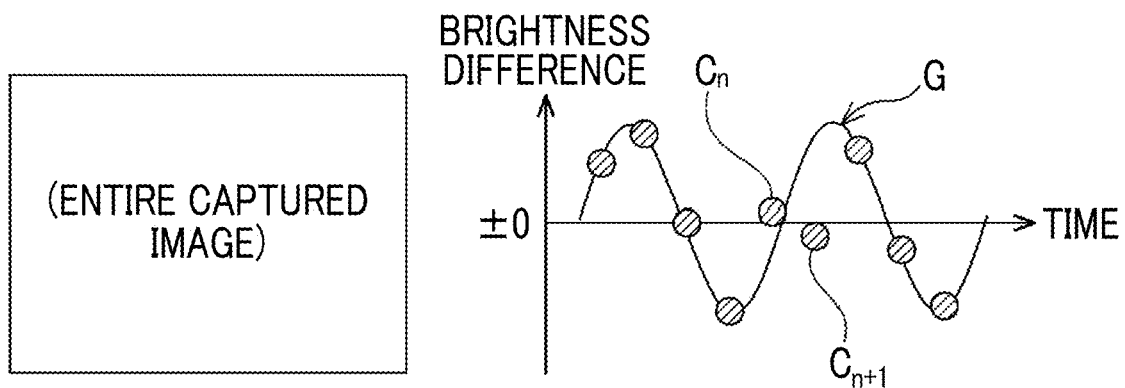 (ENTIRE CAPTURED
IMAGE)
BRIGHTNESS
DIFFERENCE
Cn
G
±0
TIME
Cn+1